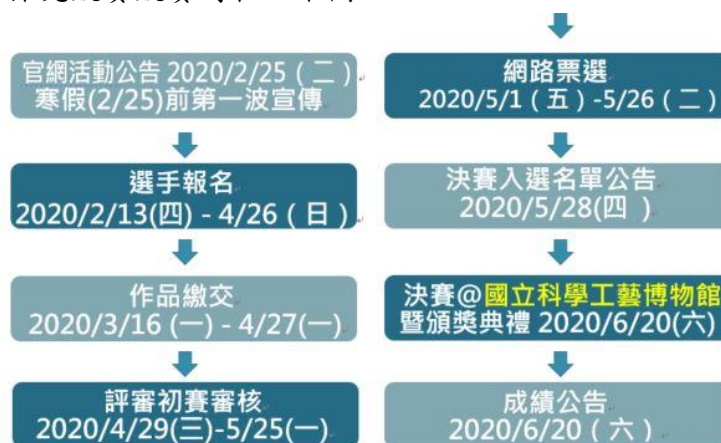 官網活動公告 2020/2/25（二）
寒假(2/25)前第一波宣傳
選手報名
2020/2/13(四) - 4/26（日）
作品繳交
2020/3/16 (一) - 4/27(一)
評審初賽審核
2020/4/29(三)-5/25(一)
網路票選
2020/5/1（五）-5/26（二）
決賽入選名單公告
2020/5/28(四 ）
決賽@國立科學工藝博物館
暨頒獎典禮 2020/6/20(六)
成績公告
2020/6/20（六）